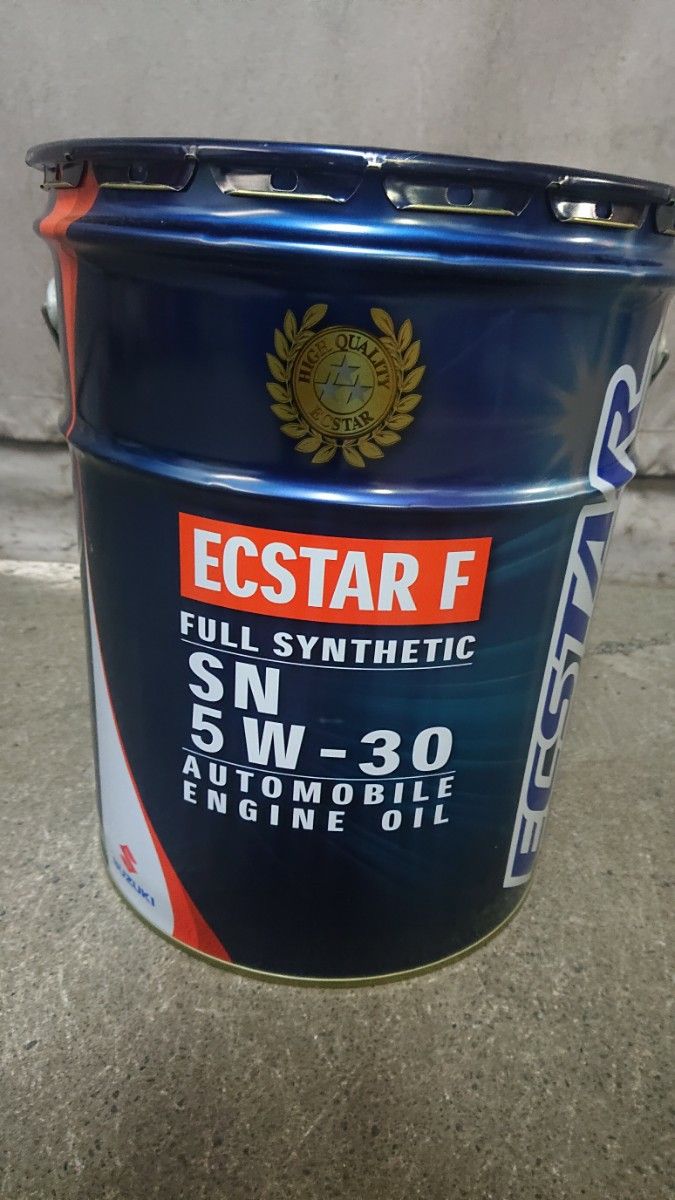 HIGH QUALITY
ECSTAR
ECSTAR F
FULL SYNTHETIC
SN
5W-30
AUTOMOBILE
ENGINE OIL
ECSTAR
SUZUKI